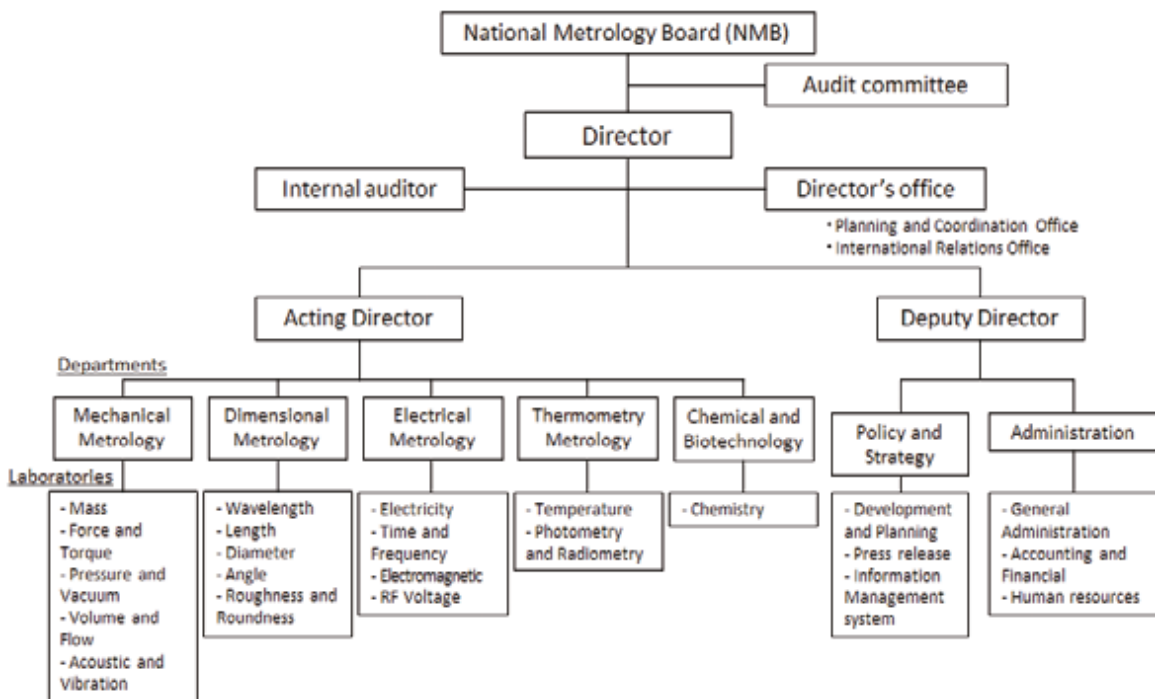 National Metrology Board (NMB)
Audit committee
Director
Internal auditor
Director's office
・Planning and Coordination Office
・International Relations Office
Acting Director
Deputy Director
Departments
Mechanical
Metrology
Dimensional
Metrology
Electrical
Metrology
Thermometry
Metrology
Chemical and
Biotechnology
Policy and
Strategy
Administration
Laboratories
- Mass
- Force and
Torque
- Pressure and
Vacuum
- Volume and
Flow
- Acoustic and
Vibration
- Wavelength
- Length
- Diameter
- Angle
- Roughness and
Roundness
- Electricity
- Time and
Frequency
- Electromagnetic
- RF Voltage
- Temperature
- Photometry
and Radiometry
- Chemistry
- Development
and Planning
- Press release
- Information
Management
system
- General
Administration
- Accounting and
Financial
- Human resources